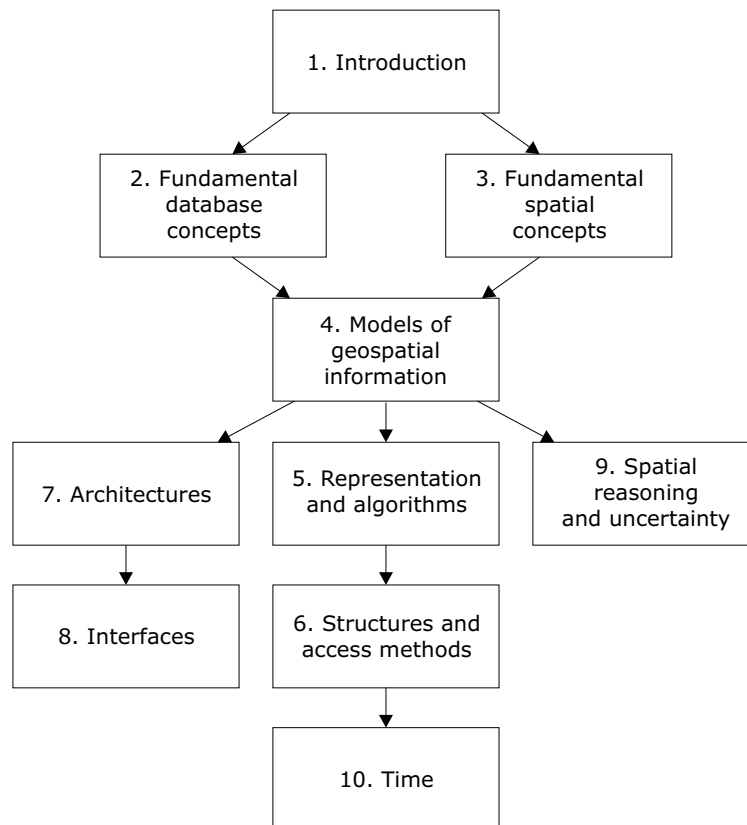 1. Introduction
2. Fundamental
database
concepts
3. Fundamental
spatial
concepts
4. Models of
geospatial
information
7. Architectures
5. Representation
and algorithms
9. Spatial
reasoning
and uncertainty
8. Interfaces
6. Structures and
access methods
10. Time